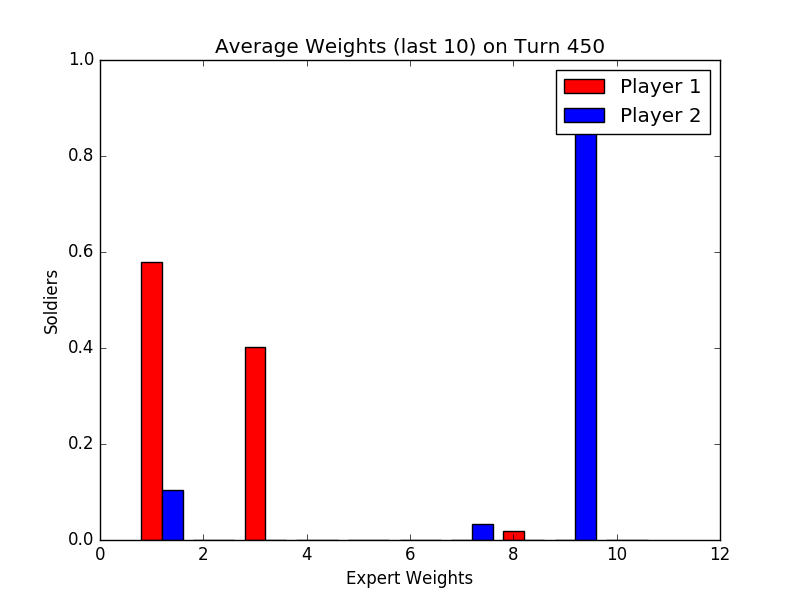 Average Weights (last 10) on Turn 450
1.0
Player 1
Player 2
0.8
0.6
Soldiers
0.4
0.2
0.0
0 2 4 6 8 10 12
Expert Weights